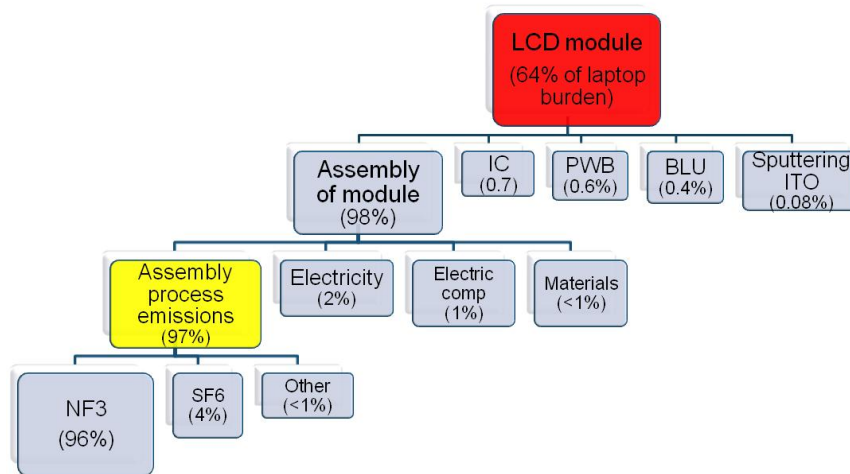 LCD module
(64% of laptop
burden)
Assembly
of module
(98%)
IC
(0.7)
PWB
(0.6%)
BLU
(0.4%)
Sputtering
ITO
(0.08%)
Assembly
process
emissions
(97%)
Electricity
(2%)
Electric
comp
(1%)
Materials
(<1%)
NF3
(96%)
SF6
(4%)
Other
(<1%)